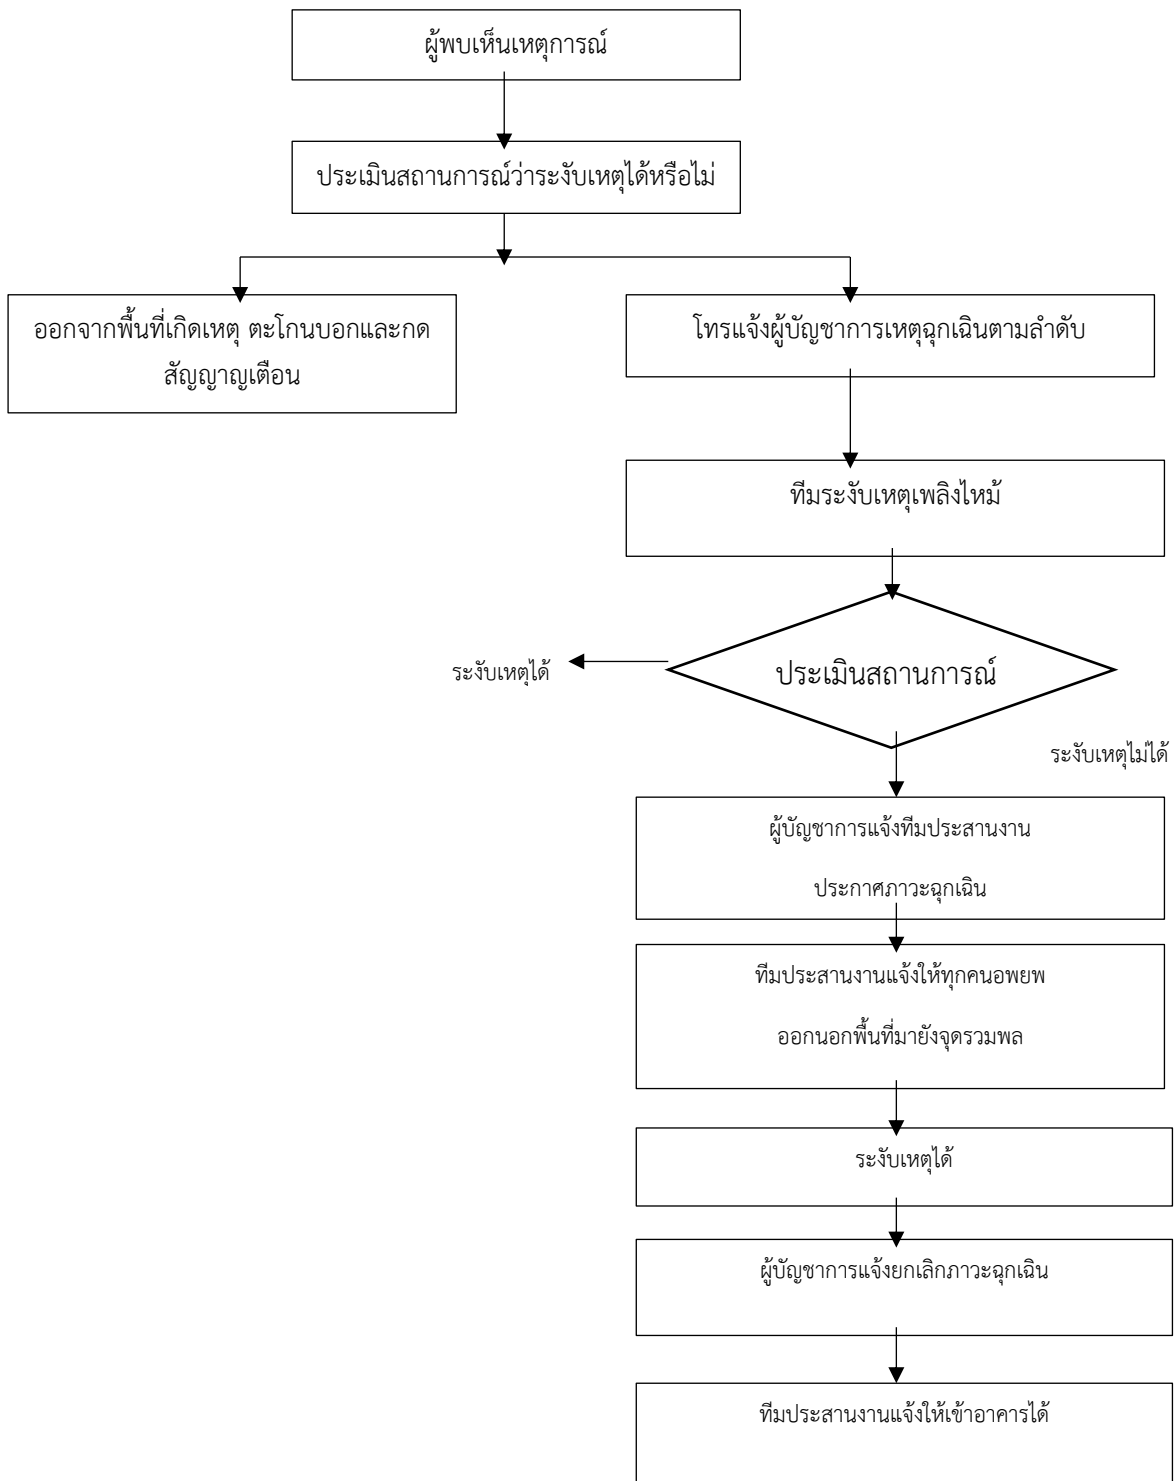 ผู้พบเห็นเหตุการณ์
ประเมินสถานการณ์ว่าระงับเหตุได้หรือไม่
ออกจากพื้นที่เกิดเหตุ ตะโกนบอกและกด
สัญญาญเตือน
โทรแจ้งผู้บัญชาการเหตุฉุกเฉินตามลำดับ
ทีมระงับเหตุเพลิงไหม้
ประเมินสถานการณ์
ระงับเหตุได้
ระงับเหตุไม่ได้
ผู้บัญชาการแจ้งทีมประสานงาน
ประกาศภาวะฉุกเฉิน
ทีมประสานงานแจ้งให้ทุกคนอพยพ
ออกนอกพื้นที่มายังจุดรวมพล
ระงับเหตุได้
ผู้บัญชาการแจ้งยกเลิกภาวะฉุกเฉิน
ทีมประสานงานแจ้งให้เข้าอาคารได้